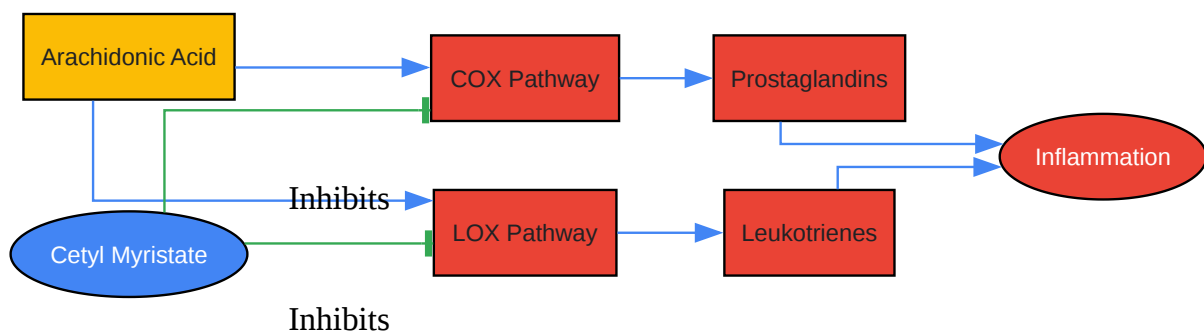 Arachidonic Acid
COX Pathway
Prostaglandins
Inflammation
Inhibits
LOX Pathway
Leukotrienes
Cetyl Myristate
Inhibits